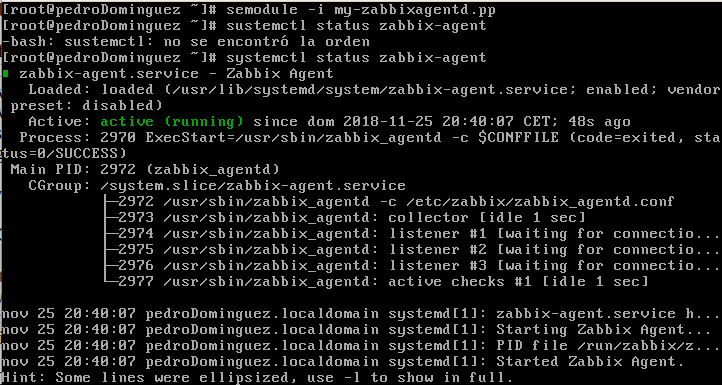 [root@pedroDominguez ~]# semodule -i my-zabbixagentd.pp
[root@pedroDominguez ~]# sustemctl status zabbix-agent
-bash: sustemctl: no se encontró la orden
[root@pedroDominguez ~]# systemctl status zabbix-agent
zabbix-agent.service - Zabbix Agent
Loaded: loaded (/usr/lib/systemd/system/zabbix-agent.service; enabled; vendor
preset: disabled)
Active: active (running) since dom 2018-11-25 20:40:07 CET; 48s ago
Process: 2970 ExecStart=/usr/sbin/zabbix_agentd -c $CONFFILE (code=exited, sta
tus=0/SUCCESS)
Main PID: 2972 (zabbix_agentd)
CGroup: /system.slice/zabbix-agent.service
├─2972 /usr/sbin/zabbix_agentd -c /etc/zabbix/zabbix_agentd.conf
├─2973 /usr/sbin/zabbix_agentd: collector [idle 1 sec]
├─2974 /usr/sbin/zabbix_agentd: listener #1 [waiting for connectio...
├─2975 /usr/sbin/zabbix_agentd: listener #2 [waiting for connectio...
├─2976 /usr/sbin/zabbix_agentd: listener #3 [waiting for connectio...
└─2977 /usr/sbin/zabbix_agentd: active checks #1 [idle 1 sec]
nov 25 20:40:07 pedroDominguez.localdomain systemd[1]: zabbix-agent.service h...
nov 25 20:40:07 pedroDominguez.localdomain systemd[1]: Starting Zabbix Agent...
nov 25 20:40:07 pedroDominguez.localdomain systemd[1]: PID file /run/zabbix/z...
nov 25 20:40:07 pedroDominguez.localdomain systemd[1]: Started Zabbix Agent.
Hint: Some lines were ellipsized, use -l to show in full.